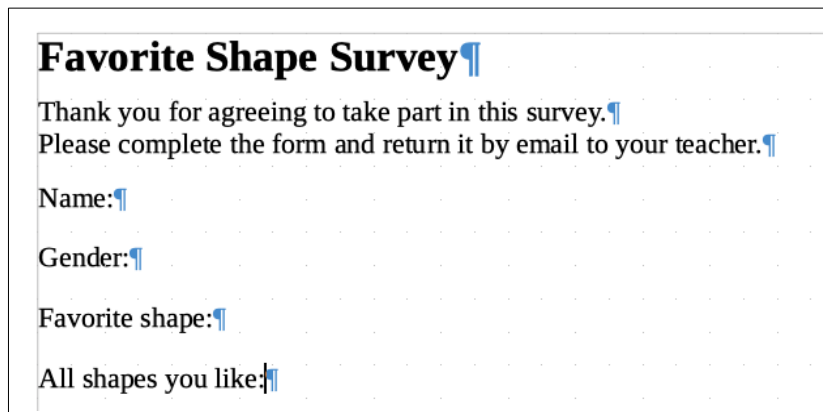 Favorite Shape Survey¶
Thank you for agreeing to take part in this survey.¶
Please complete the form and return it by email to your teacher.¶
Name:¶
Gender:¶
Favorite shape:¶
All shapes you like:¶